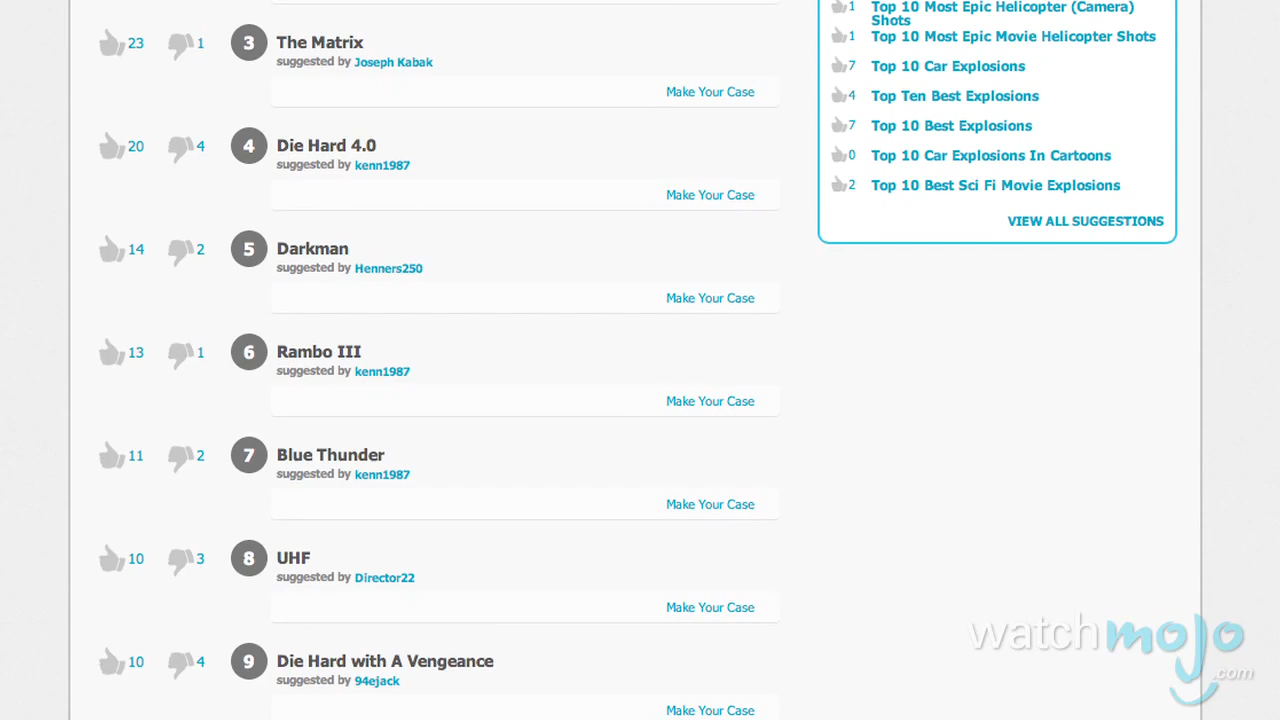 23 1 3 The Matrix
suggested by Joseph Kabak
Make Your Case
20 4 4 Die Hard 4.0
suggested by kenn1987
Make Your Case
14 2 5 Darkman
suggested by Henners250
Make Your Case
13 1 6 Rambo III
suggested by kenn1987
Make Your Case
11 2 7 Blue Thunder
suggested by kenn1987
Make Your Case
10 3 8 UHF
suggested by Director22
Make Your Case
10 4 9 Die Hard with A Vengeance
suggested by 94ejack
Make Your Case
1 Top 10 Most Epic Helicopter (Camera)
Shots
1 Top 10 Most Epic Movie Helicopter Shots
7 Top 10 Car Explosions
4 Top Ten Best Explosions
7 Top 10 Best Explosions
0 Top 10 Car Explosions In Cartoons
2 Top 10 Best Sci Fi Movie Explosions
VIEW ALL SUGGESTIONS
watchmojo
.com